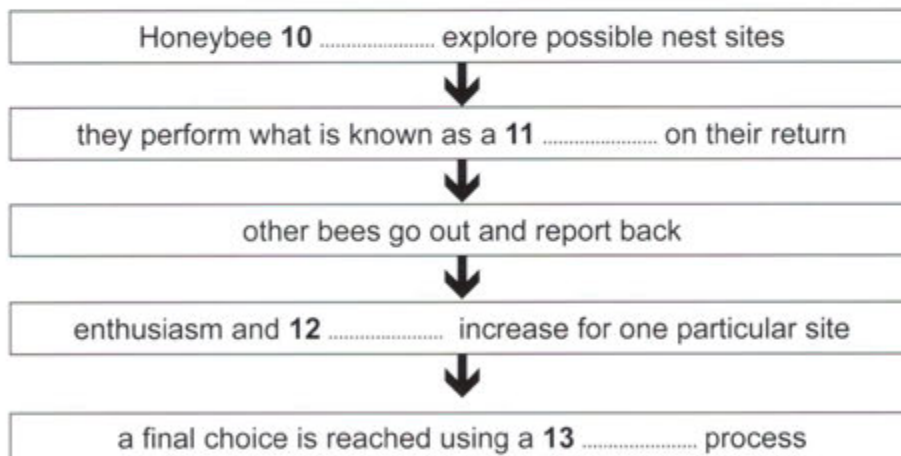 Honeybee 10 ...................... explore possible nest sites
they perform what is known as a 11 ...................... on their return
other bees go out and report back
enthusiasm and 12 ...................... increase for one particular site
a final choice is reached using a 13 ...................... process